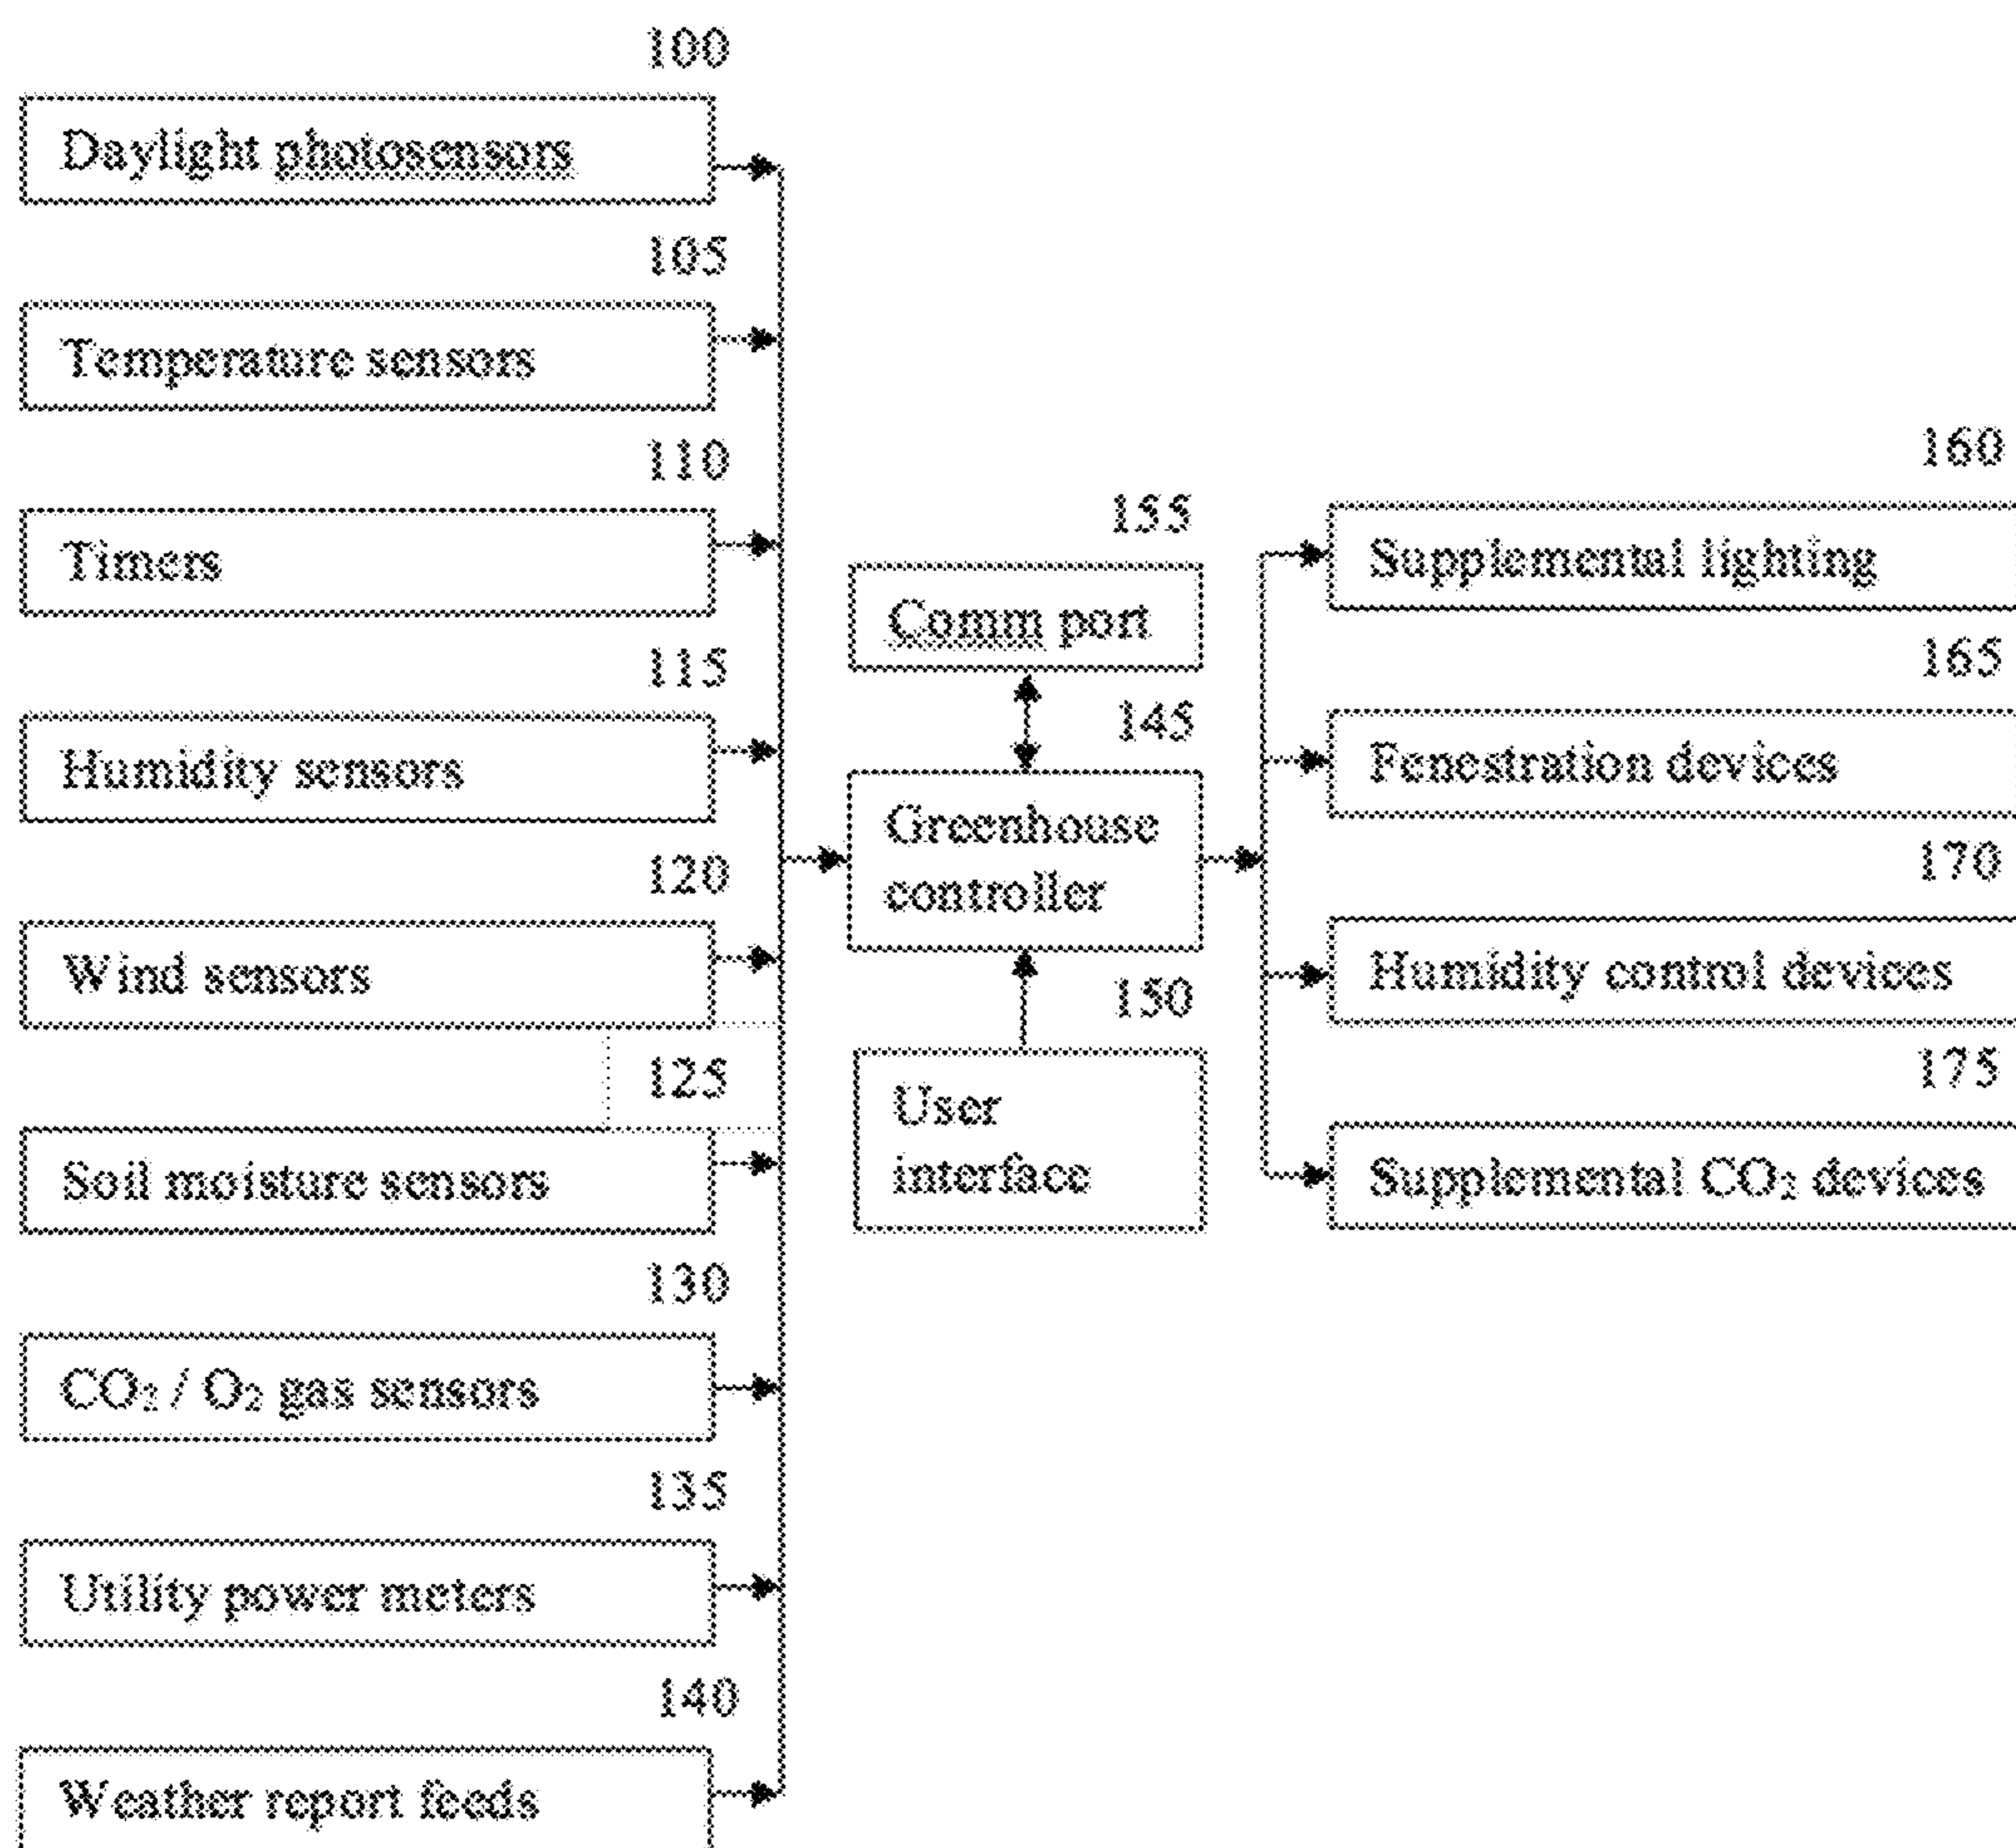 100
Daylight photosensors
105
Temperature sensors
110
Timers
115
Humidity sensors
120
Wind sensors
125
Soil moisture sensors
130
CO₂ / O₂ gas sensors
135
Utility power meters
140
Weather report feeds
155
Comm port
145
Greenhouse
controller
150
User
interface
160
Supplemental lighting
165
Fenestration devices
170
Humidity control devices
175
Supplemental CO₂ devices